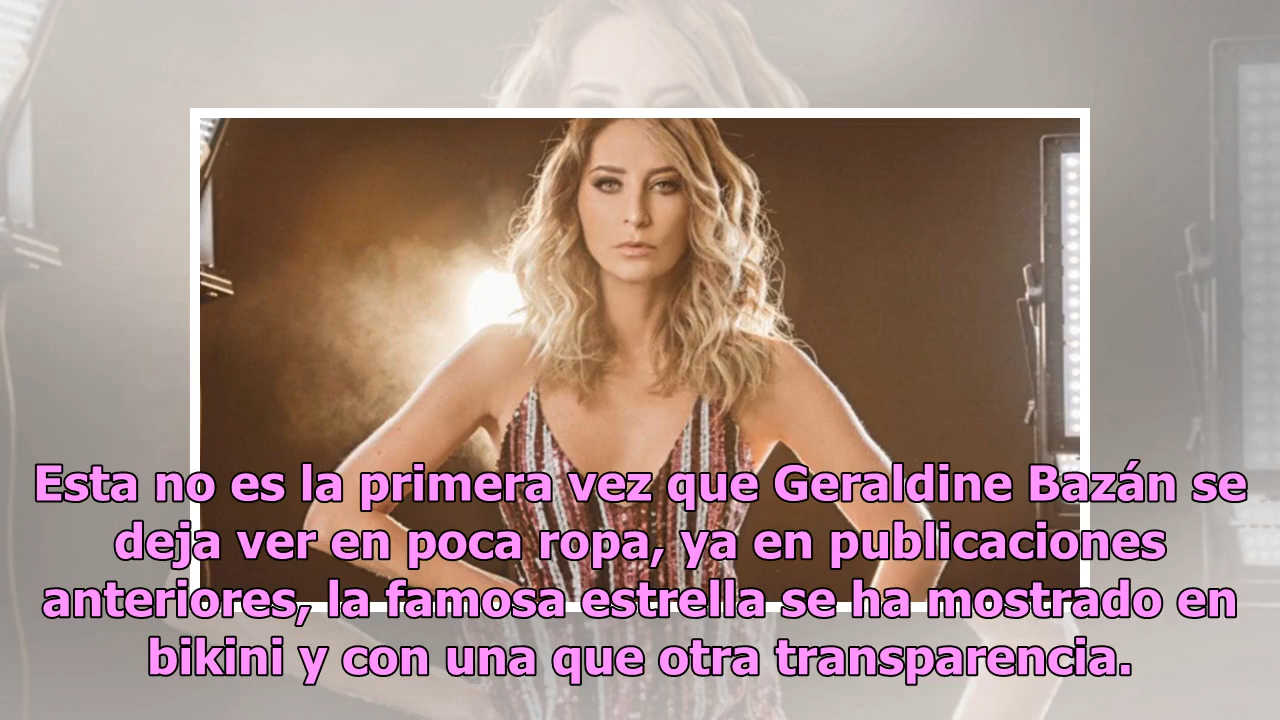 Esta no es la primera vez que Geraldine Bazán se
deja ver en poca ropa, ya en publicaciones
anteriores, la famosa estrella se ha mostrado en
bikini y con una que otra transparencia.